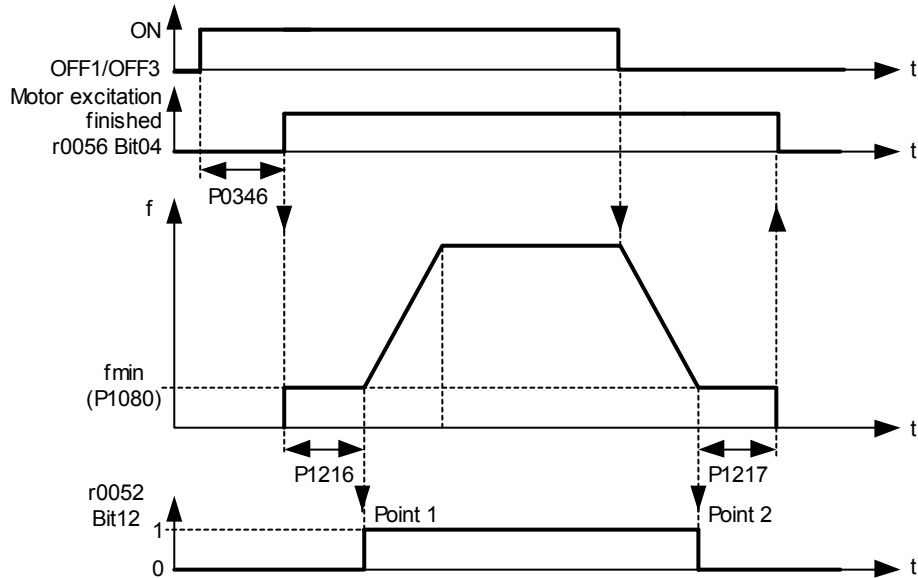 ON
OFF1/OFF3
t
Motor excitation
finished
r0056 Bit04
t
P0346
f
fmin
(P1080)
t
P1216
P1217
r0052
Bit12
1
Point 1
Point 2
0
t